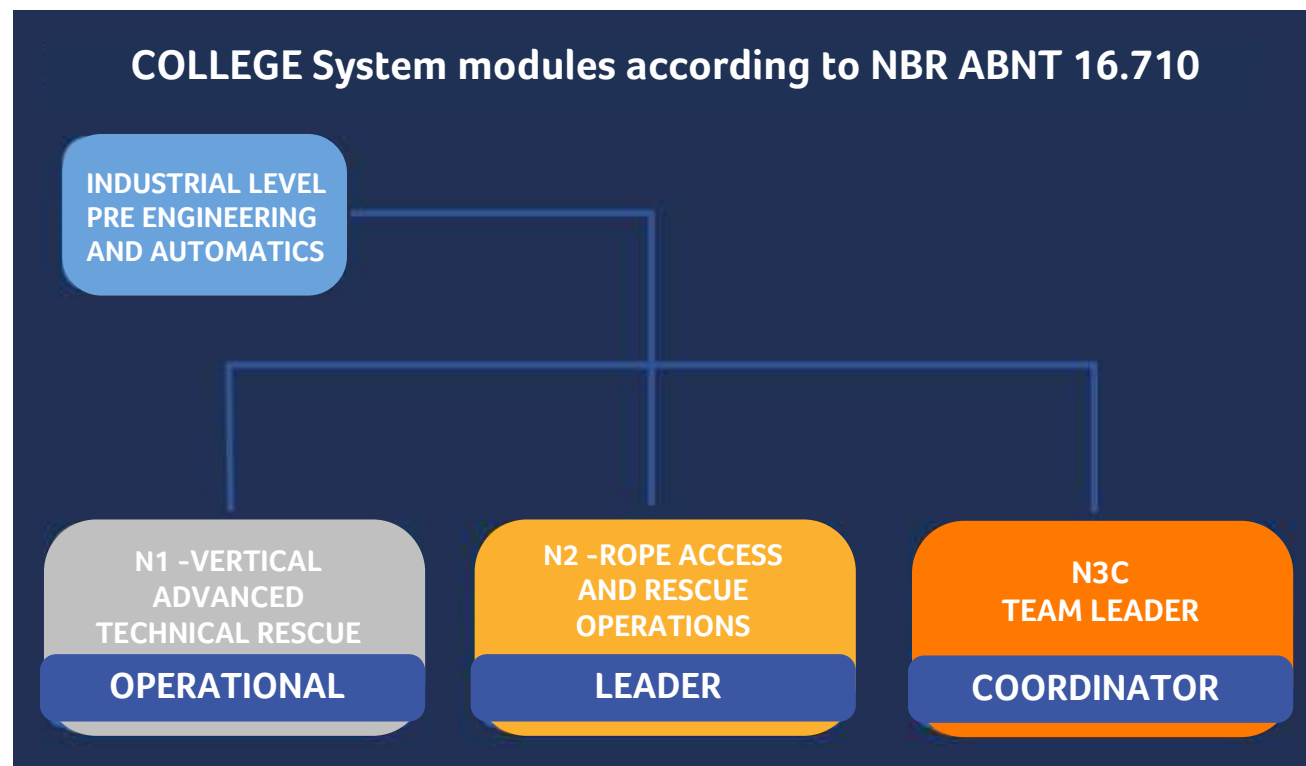 COLLEGE System modules according to NBR ABNT 16.710
INDUSTRIAL LEVEL
PRE ENGINEERING
AND AUTOMATICS
N1 -VERTICAL
ADVANCED
TECHNICAL RESCUE
OPERATIONAL
N2 -ROPE ACCESS
AND RESCUE
OPERATIONS
LEADER
N3C
TEAM LEADER
COORDINATOR